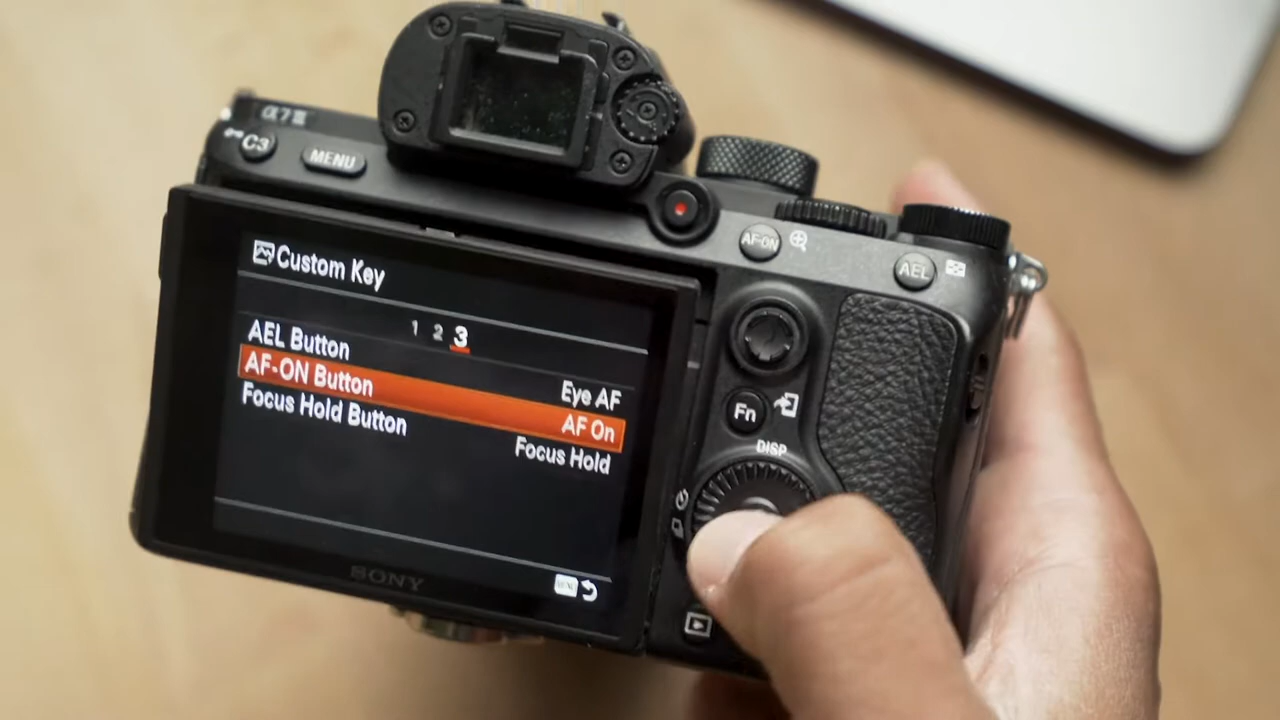 α7III
C3
MENU
AF-ON
AEL
Custom Key
1 2 3
AEL Button
Eye AF
AF-ON Button
AF On
Focus Hold Button
Focus Hold
Fn
DISP
MENU
SONY